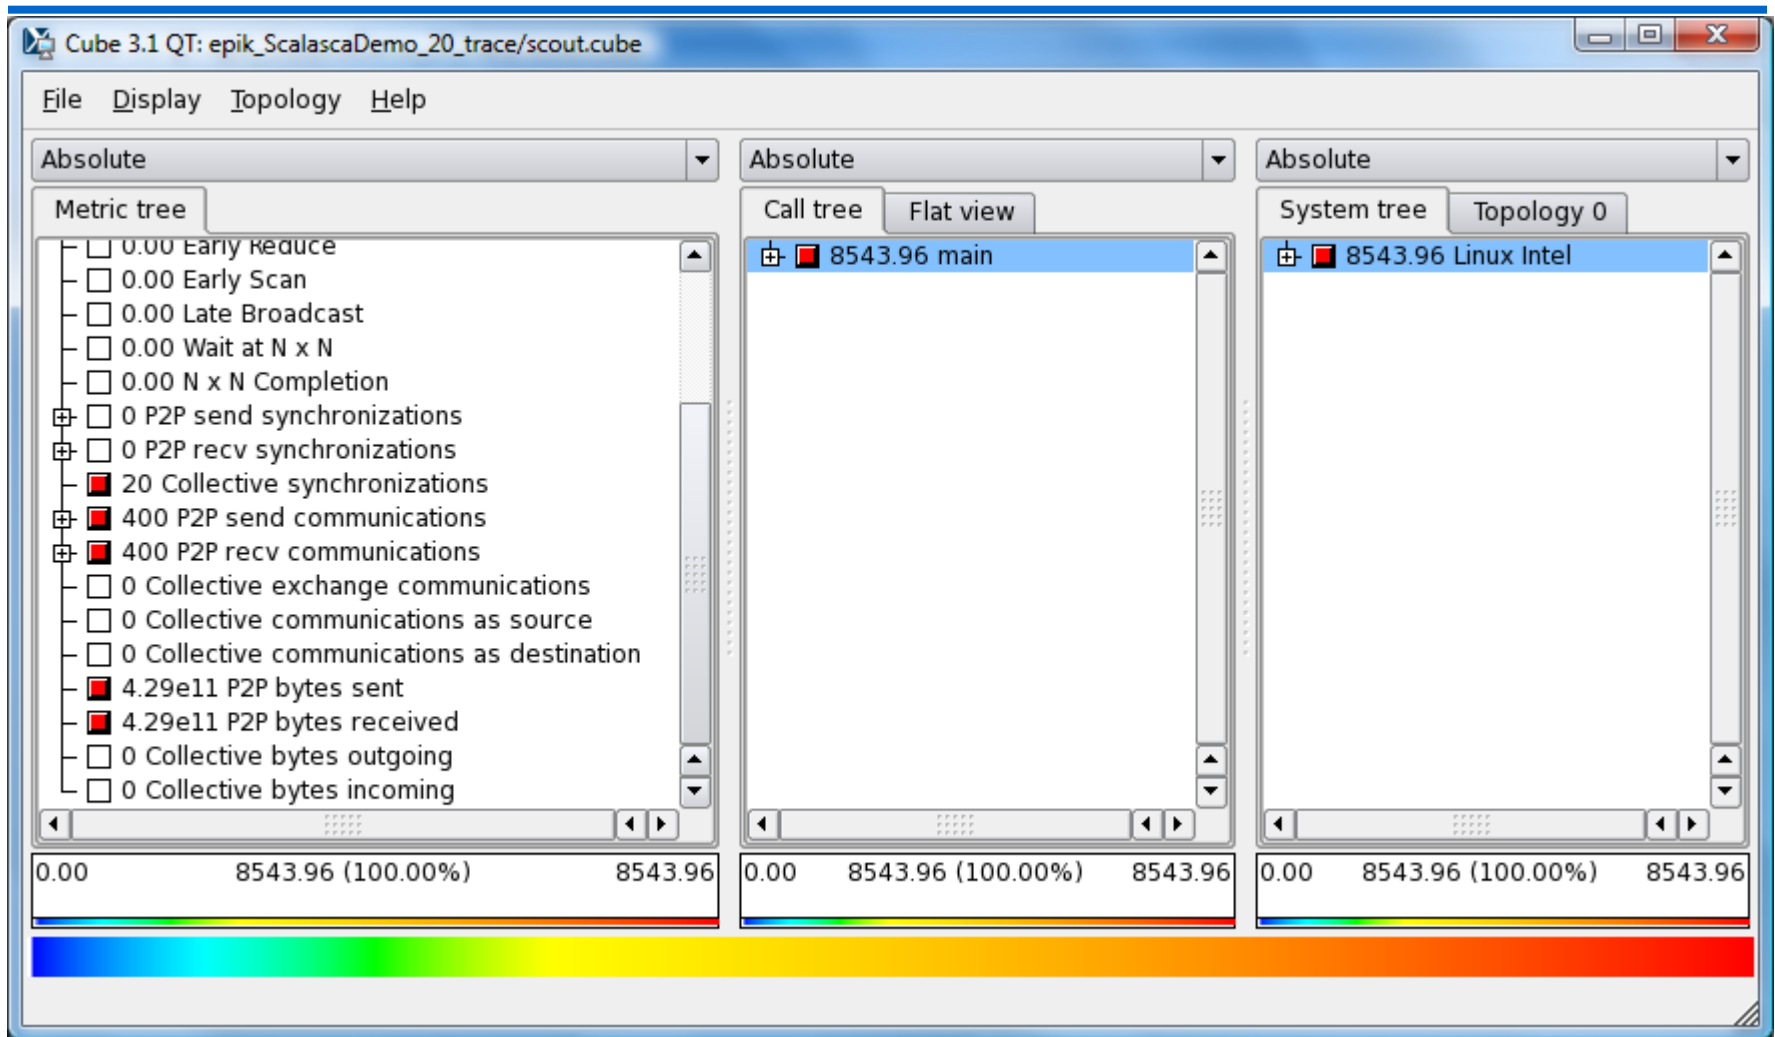 Cube 3.1 QT: epik_ScalascaDemo_20_trace/scout.cube
File Display Topology Help
Absolute
Metric tree
0.00 Early Reduce
0.00 Early Scan
0.00 Late Broadcast
0.00 Wait at N x N
0.00 N x N Completion
0 P2P send synchronizations
0 P2P recv synchronizations
20 Collective synchronizations
400 P2P send communications
400 P2P recv communications
0 Collective exchange communications
0 Collective communications as source
0 Collective communications as destination
4.29e11 P2P bytes sent
4.29e11 P2P bytes received
0 Collective bytes outgoing
0 Collective bytes incoming
0.00 8543.96 (100.00%) 8543.96
Absolute
Call tree Flat view
8543.96 main
0.00 8543.96 (100.00%) 8543.96
Absolute
System tree Topology 0
8543.96 Linux Intel
0.00 8543.96 (100.00%) 8543.96